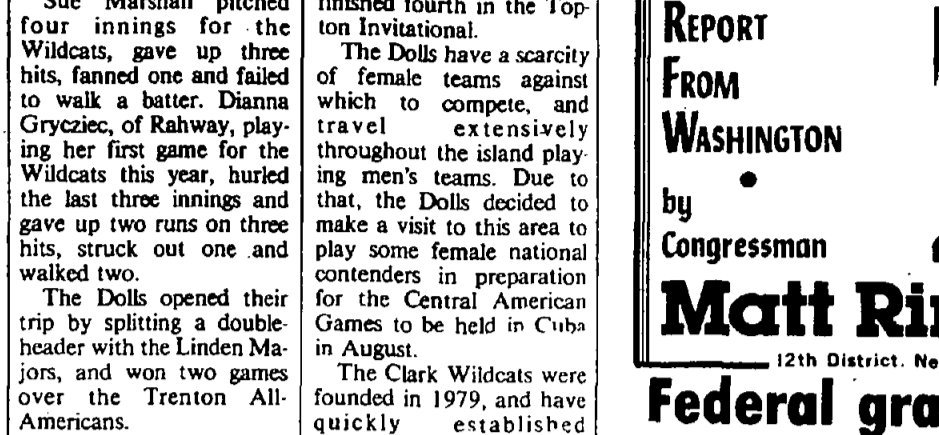 Sue Marshall pitched
four innings for the
Wildcats, gave up three
hits, fanned one and failed
to walk a batter. Dianna
Grycziec, of Rahway, play-
ing her first game for the
Wildcats this year, hurled
the last three innings and
gave up two runs on three
hits, struck out one and
walked two.
The Dolls opened their
trip by splitting a double-
header with the Linden Ma-
jors, and won two games
over the Trenton All-
Americans.
finished fourth in the Top-
ton Invitational.
The Dolls have a scarcity
of female teams against
which to compete, and
travel extensively
throughout the island play-
ing men's teams. Due to
that, the Dolls decided to
make a visit to this area to
play some female national
contenders in preparation
for the Central American
Games to be held in Cuba
in August.
The Clark Wildcats were
founded in 1979, and have
quickly established
REPORT
FROM
WASHINGTON
•
by
Congressman
Matt Ri
12th District. Ne
Federal gra